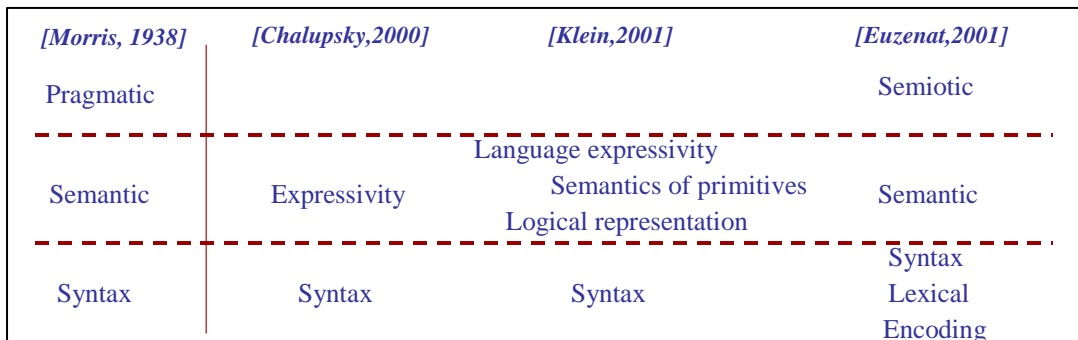 [Morris, 1938] [Chalupsky,2000] [Klein,2001] [Euzenat,2001]
Pragmatic Semiotic
Language expressivity
Semantic Expressivity Semantics of primitives Semantic
Logical representation
Syntax
Syntax Syntax Syntax Lexical
Encoding